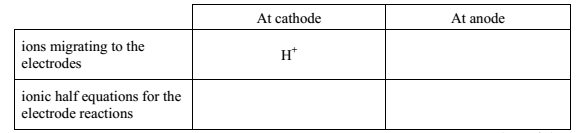 At cathode At anode
ions migrating to the
electrodes
H⁺
ionic half equations for the
electrode reactions